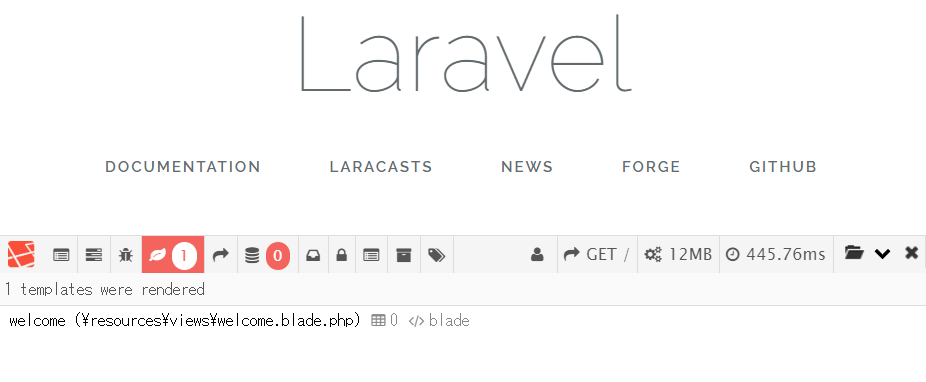 Laravel
DOCUMENTATION LARACASTS NEWS FORGE GITHUB
1 0 GET / 12MB 445.76ms
1 templates were rendered
welcome (¥resources¥views¥welcome.blade.php) 0 blade